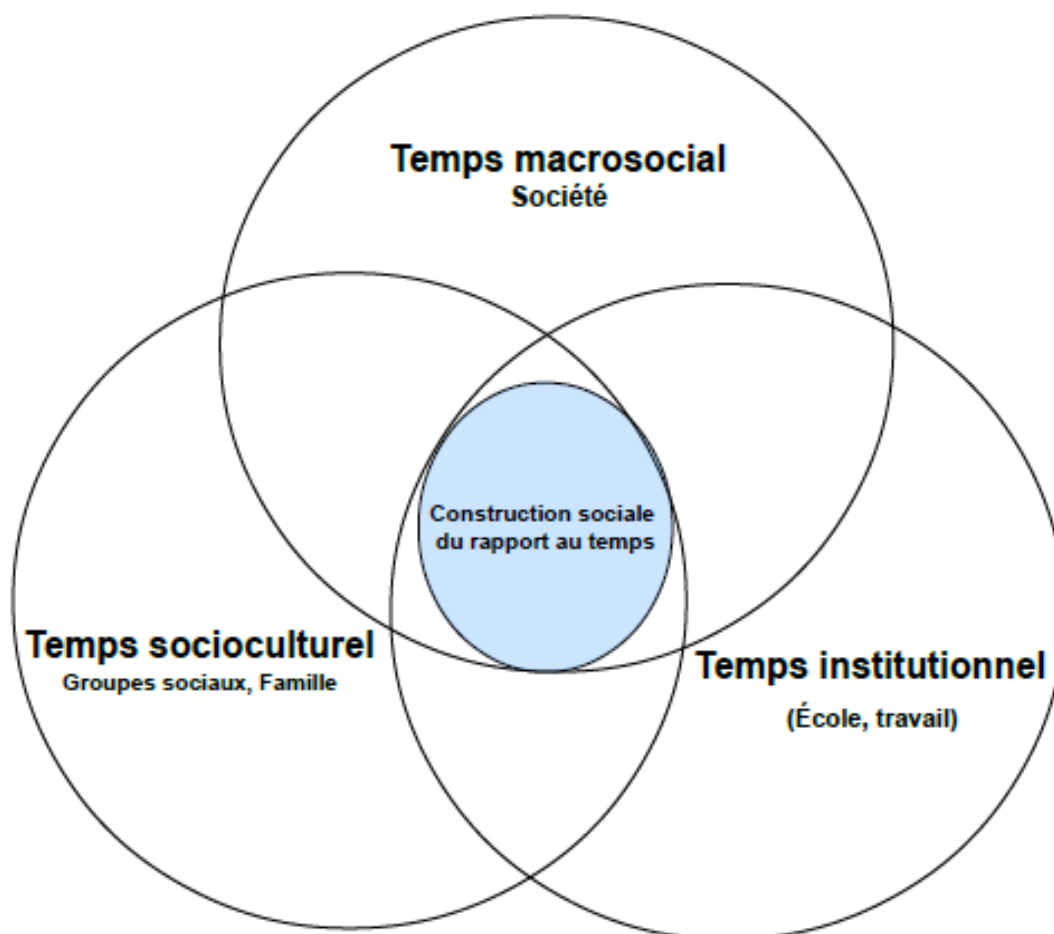 Temps macrosocial
Société
Construction sociale
du rapport au temps
Temps socioculturel
Groupes sociaux, Famille
Temps institutionnel
(École, travail)